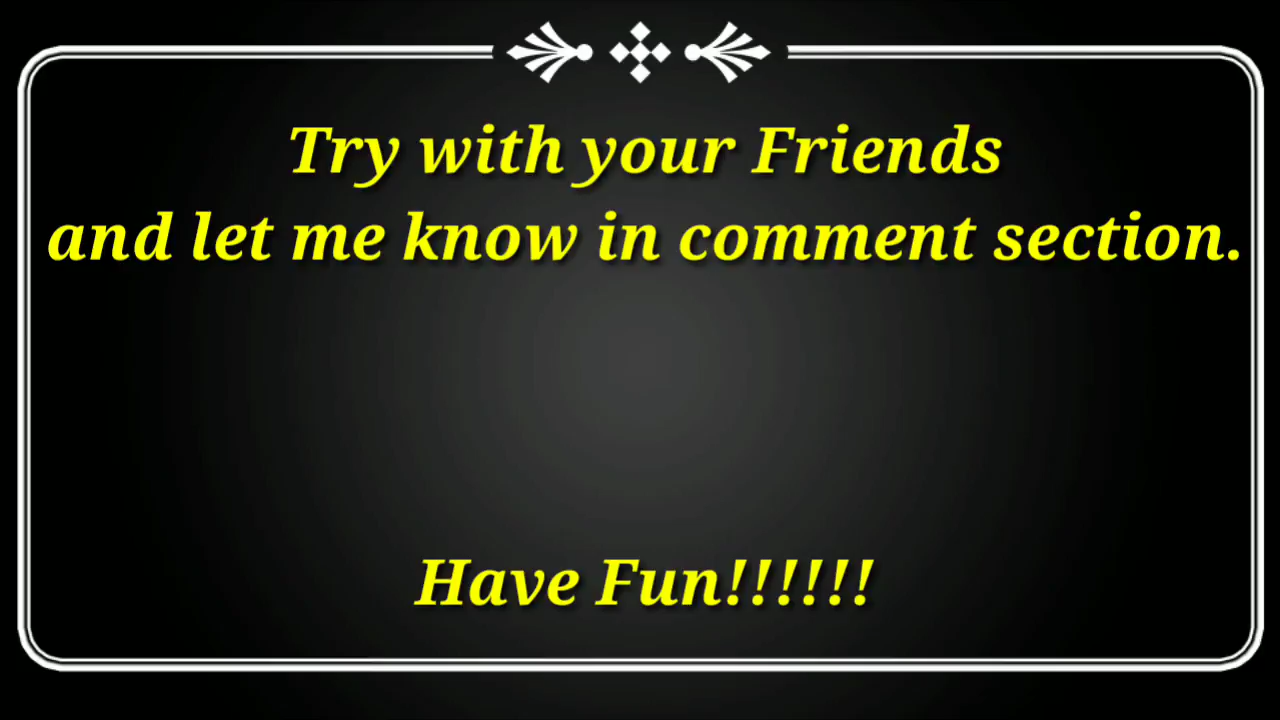 Try with your Friends
and let me know in comment section.
Have Fun!!!!!!